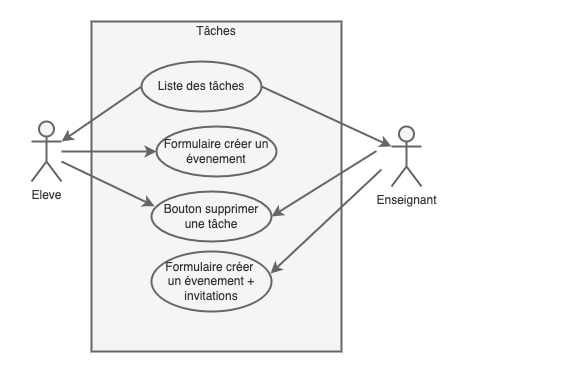 Tâches
Liste des tâches
Formulaire créer un
évenement
Eleve
Enseignant
Bouton supprimer
une tâche
Formulaire créer
un évenement +
invitations